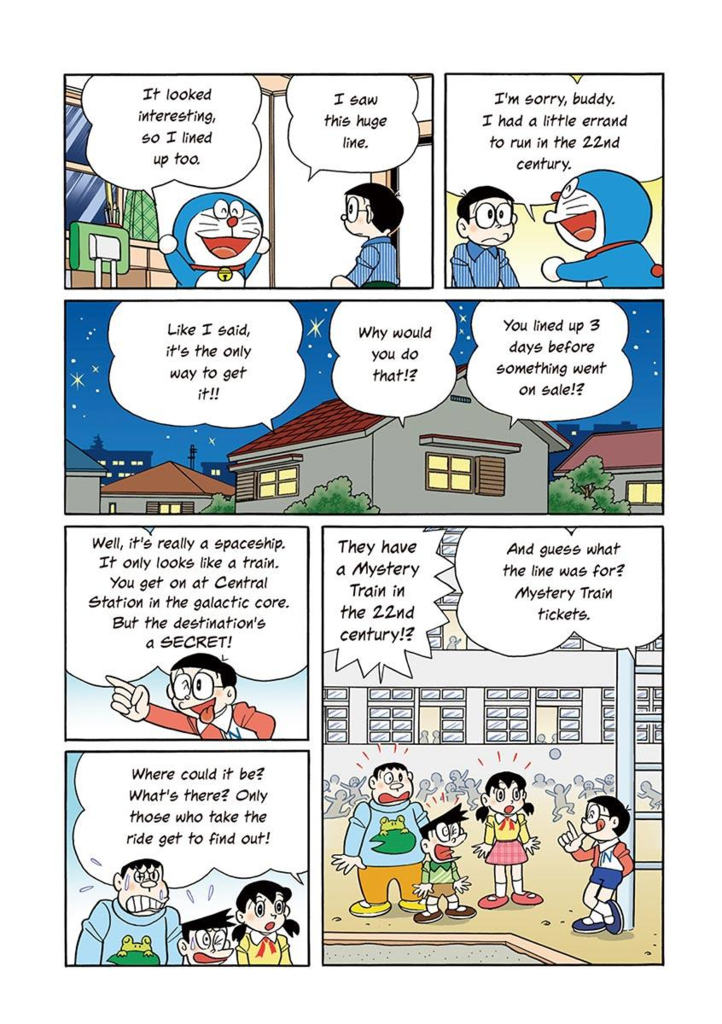 I'm sorry, buddy.
I had a little errand
to run in the 22nd
century.
I saw
this huge
line.
It looked
interesting,
so I lined
up too.
You lined up 3
days before
something went
on sale!?
Why would
you do
that!?
Like I said,
it's the only
way to get
it!!
And guess what
the line was for?
Mystery Train
tickets.
They have
a Mystery
Train in
the 22nd
century!?
Well, it's really a spaceship.
It only looks like a train.
You get on at Central
Station in the galactic core.
But the destination's
a SECRET!
Where could it be?
What's there? Only
those who take the
ride get to find out!